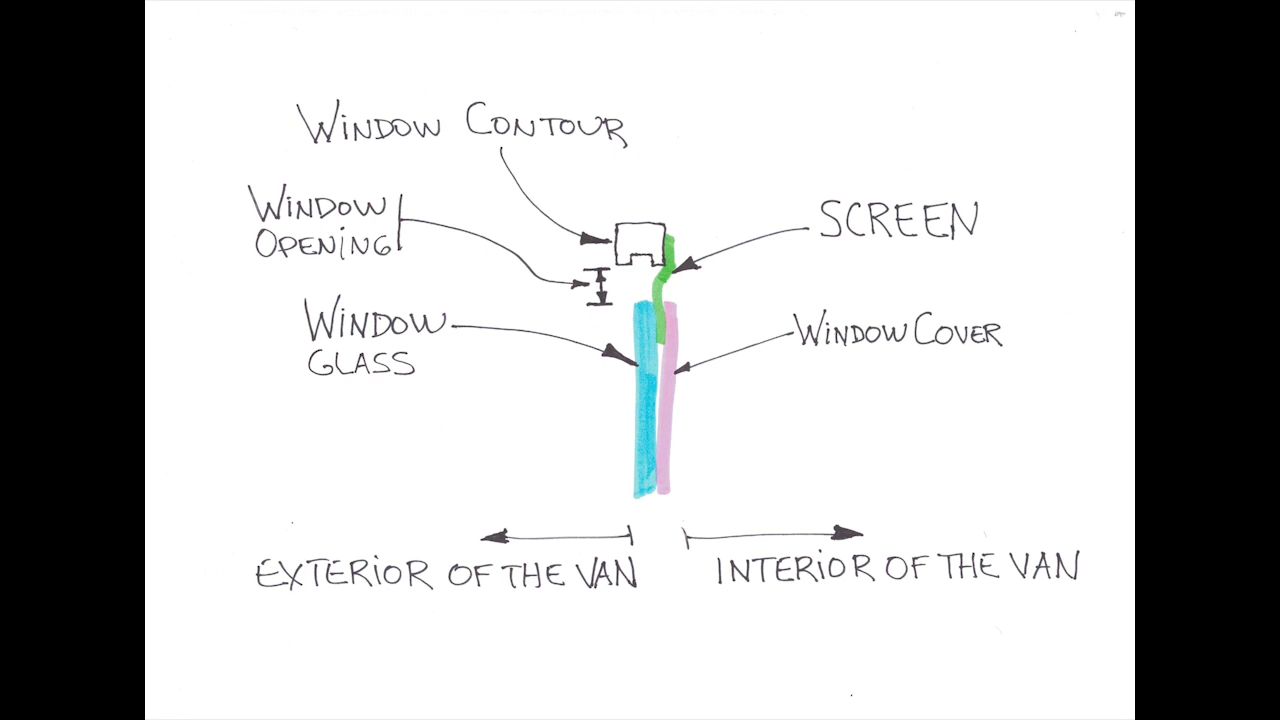 WINDOW CONTOUR
WINDOW
OPENING
SCREEN
WINDOW
GLASS
WINDOW COVER
EXTERIOR OF THE VAN
INTERIOR OF THE VAN